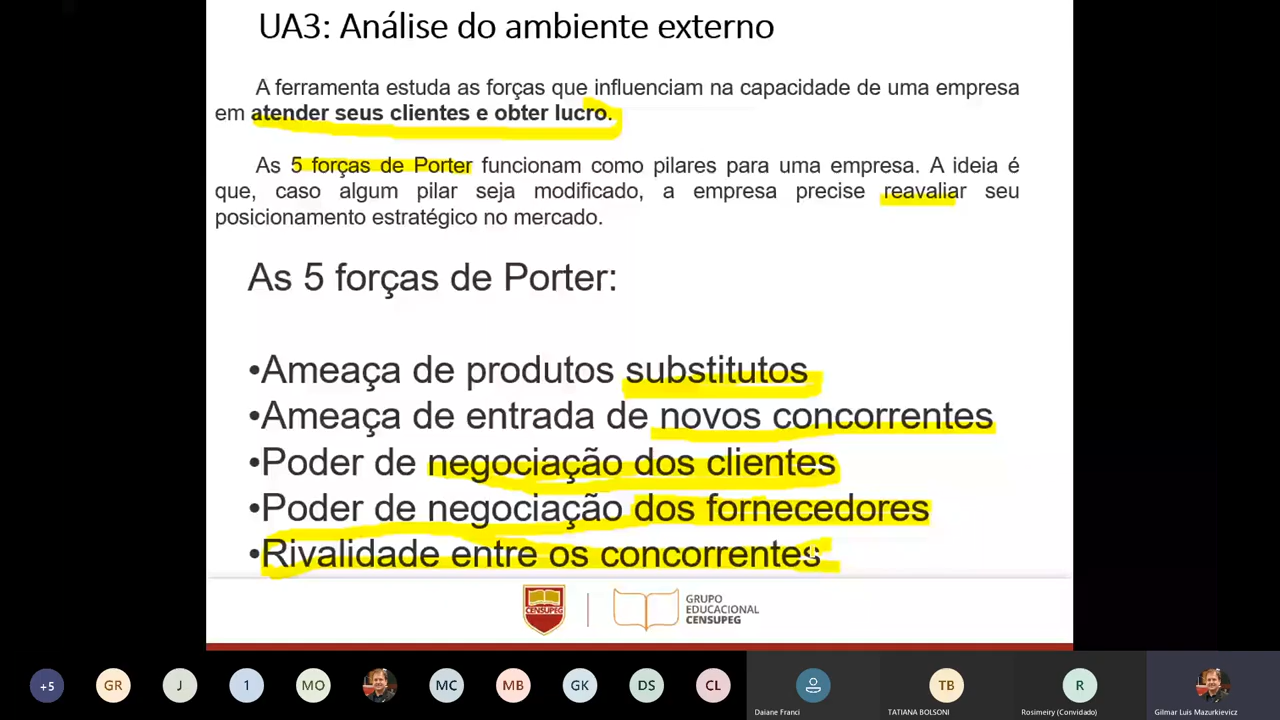 UA3: Análise do ambiente externo
A ferramenta estuda as forças que influenciam na capacidade de uma empresa
em atender seus clientes e obter lucro.
As 5 forças de Porter funcionam como pilares para uma empresa. A ideia é
que, caso algum pilar seja modificado, a empresa precise reavaliar seu
posicionamento estratégico no mercado.
As 5 forças de Porter:
•Ameaça de produtos substitutos
•Ameaça de entrada de novos concorrentes
•Poder de negociação dos clientes
•Poder de negociação dos fornecedores
•Rivalidade entre os concorrentes
CENSUPEG
GRUPO
EDUCACIONAL
CENSUPEG
+5 GR J 1 MO MC MB GK DS CL TB R
Daiane Franci TATIANA BOLSONI Rosimeiry (Convidado) Gilmar Luis Mazurkievicz